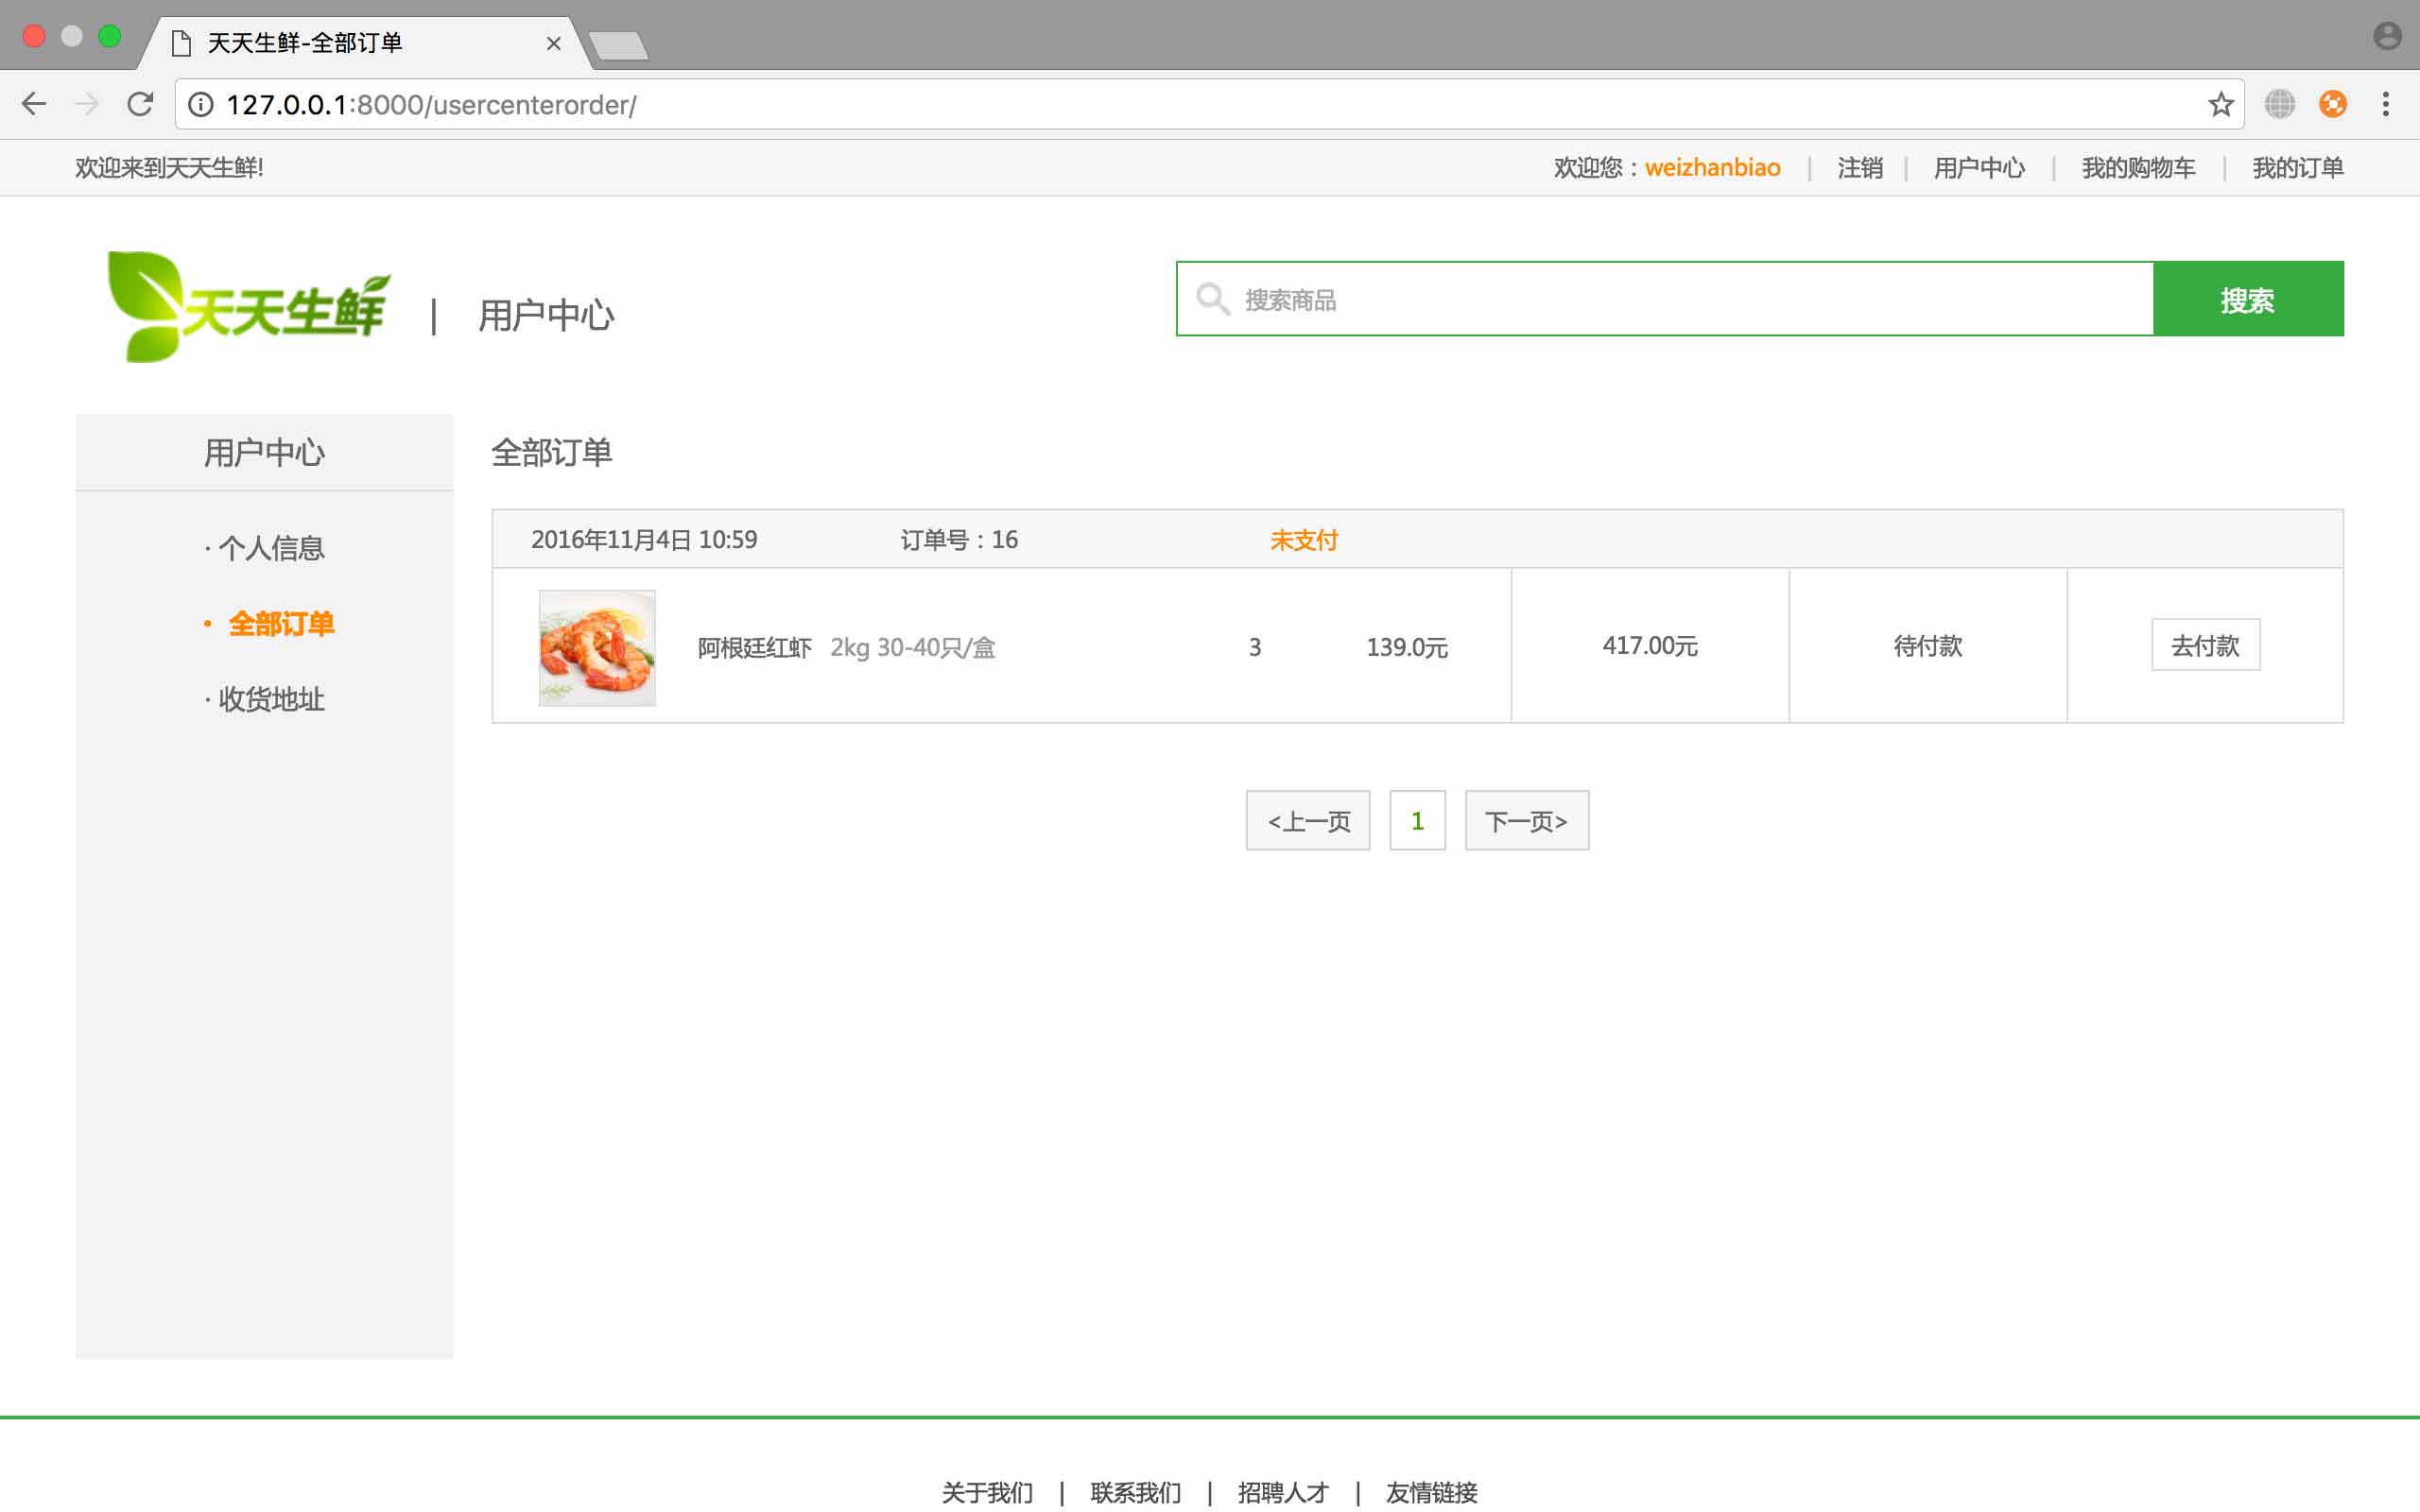 天天生鲜-全部订单
127.0.0.1:8000/usercenterorder/
欢迎来到天天生鲜!
欢迎您：weizhanbiao | 注销 | 用户中心 | 我的购物车 | 我的订单
天天生鲜 | 用户中心
搜索商品 搜索
用户中心
· 个人信息
· 全部订单
· 收货地址
全部订单
2016年11月4日 10:59 订单号：16 未支付
阿根廷红虾 2kg 30-40只/盒 3 139.0元 417.00元 待付款 去付款
<上一页 1 下一页>
关于我们 | 联系我们 | 招聘人才 | 友情链接